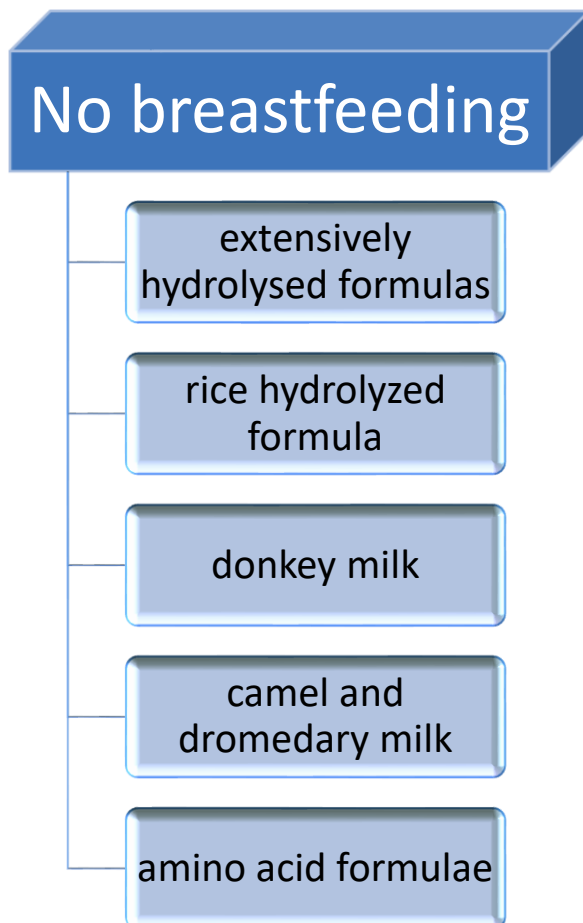 No breastfeeding
extensively
hydrolysed formulas
rice hydrolyzed
formula
donkey milk
camel and
dromedary milk
amino acid formulae